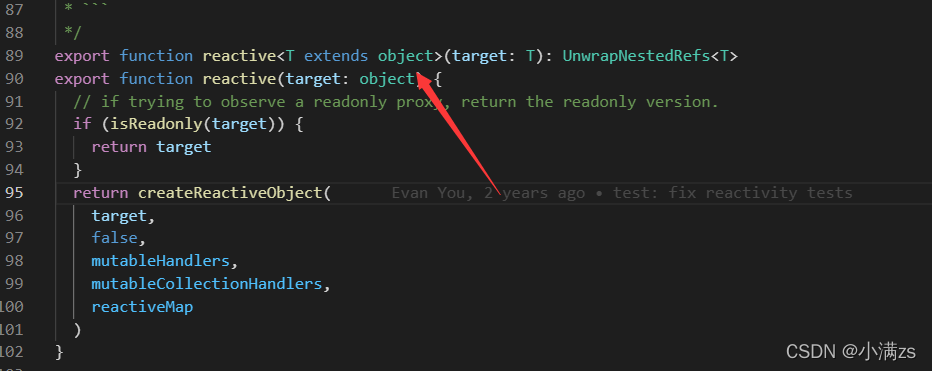 87 * ```
88 */
89 export function reactive<T extends object>(target: T): UnwrapNestedRefs<T>
90 export function reactive(target: object) {
91 // if trying to observe a readonly proxy, return the readonly version.
92 if (isReadonly(target)) {
93 return target
94 }
95 return createReactiveObject( Evan You, 2 years ago • test: fix reactivity tests
96 target,
97 false,
98 mutableHandlers,
99 mutableCollectionHandlers,
100 reactiveMap
101 )
102 }
CSDN @小满zs